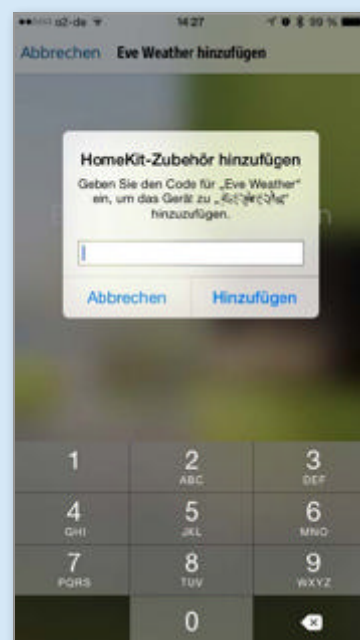 o2-de 14:27 99 %
Abbrechen Eve Weather hinzufügen
HomeKit-Zubehör hinzufügen
Geben Sie den Code für „Eve Weather“
ein, um das Gerät zu
hinzuzufügen.
Abbrechen Hinzufügen
1 2 3
ABC DEF
4 5 6
GHI JKL MNO
7 8 9
PQRS TUV WXYZ
0